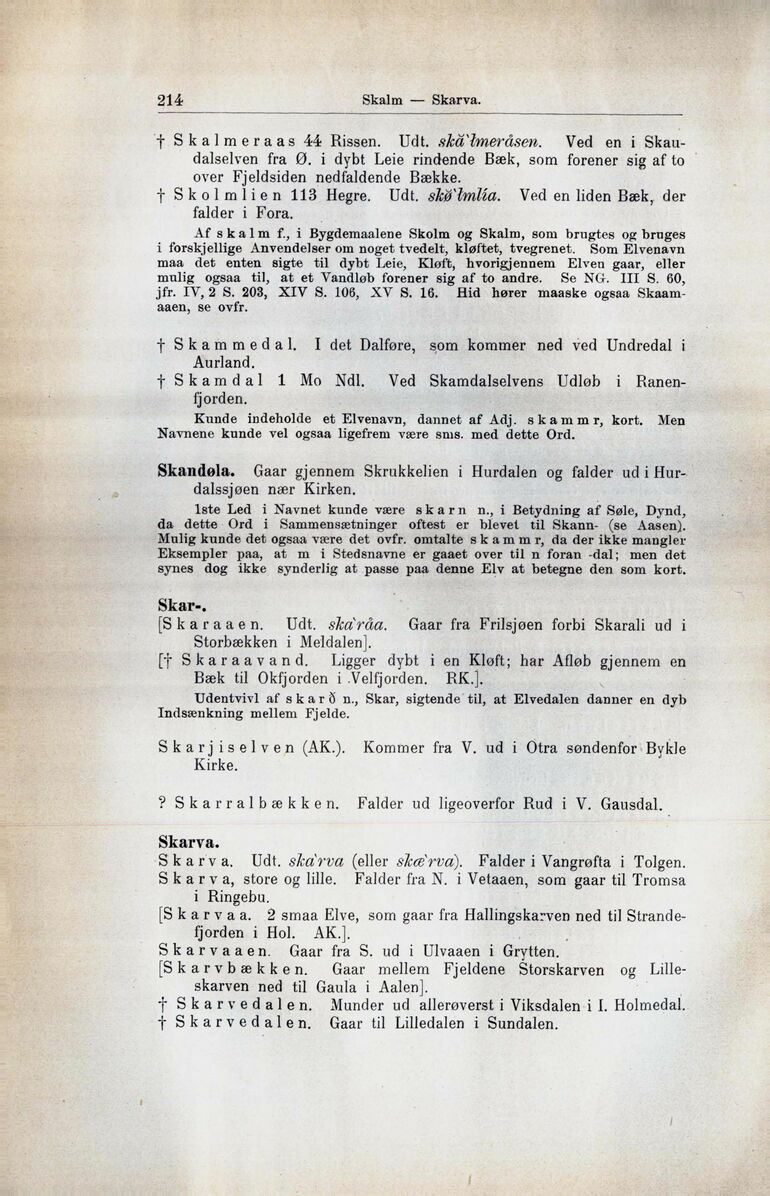 214 Skalm — Skarva.
† Skalmeraas 44 Rissen. Udt. skă`lmeråsen. Ved en i Skau-
dalselven fra Ø. i dybt Leie rindende Bæk, som forener sig af to
over Fjeldsiden nedfaldende Bække.
† Skolmlien 113 Hegre. Udt. skø`lmlia. Ved en liden Bæk, der
falder i Fora.
Af skalm f., i Bygdemaalene Skolm og Skalm, som brugtes og bruges
i forskjellige Anvendelser om noget tvedelt, kløftet, tvegrenet. Som Elvenavn
maa det enten sigte til dybt Leie, Kløft, hvorigjennem Elven gaar, eller
mulig ogsaa til, at et Vandløb forener sig af to andre. Se NG. III S. 60,
jfr. IV, 2 S. 203, XIV S. 106, XV S. 16. Hid hører maaske ogsaa Skaam-
aaen, se ovfr.
† Skammedal. I det Dalføre, som kommer ned ved Undredal i
Aurland.
† Skamdal 1 Mo Ndl. Ved Skamdalselvens Udløb i Ranen-
fjorden.
Kunde indeholde et Elvenavn, dannet af Adj. skammr, kort. Men
Navnene kunde vel ogsaa ligefrem være sms. med dette Ord.
Skandøla. Gaar gjennem Skrukkelien i Hurdalen og falder ud i Hur-
dalssjøen nær Kirken.
1ste Led i Navnet kunde være skarn n., i Betydning af Søle, Dynd,
da dette Ord i Sammensætninger oftest er blevet til Skann- (se Aasen).
Mulig kunde det ogsaa være det ovfr. omtalte skammr, da der ikke mangler
Eksempler paa, at m i Stedsnavne er gaaet over til n foran -dal; men det
synes dog ikke synderlig at passe paa denne Elv at betegne den som kort.
Skar-.
[Skaraaen. Udt. ska`råa. Gaar fra Frilsjøen forbi Skarali ud i
Storbækken i Meldalen].
[† Skaraavand. Ligger dybt i en Kløft; har Afløb gjennem en
Bæk til Okfjorden i Velfjorden. RK.].
Udentvivl af skarð n., Skar, sigtende til, at Elvedalen danner en dyb
Indsænkning mellem Fjelde.
Skarjiselven (AK.). Kommer fra V. ud i Otra søndenfor Bykle
Kirke.
? Skarralbækken. Falder ud ligeoverfor Rud i V. Gausdal.
Skarva.
Skarva. Udt. ska`rva (eller skæ`rva). Falder i Vangrøfta i Tolgen.
Skarva, store og lille. Falder fra N. i Vetaaen, som gaar til Tromsa
i Ringebu.
[Skarvaa. 2 smaa Elve, som gaar fra Hallingskarven ned til Strande-
fjorden i Hol. AK.].
Skarvaaen. Gaar fra S. ud i Ulvaaen i Grytten.
[Skarvbækken. Gaar mellem Fjeldene Storskarven og Lille-
skarven ned til Gaula i Aalen].
† Skarvedalen. Munder ud allerøverst i Viksdalen i I. Holmedal.
† Skarvedalen. Gaar til Lilledalen i Sundalen.